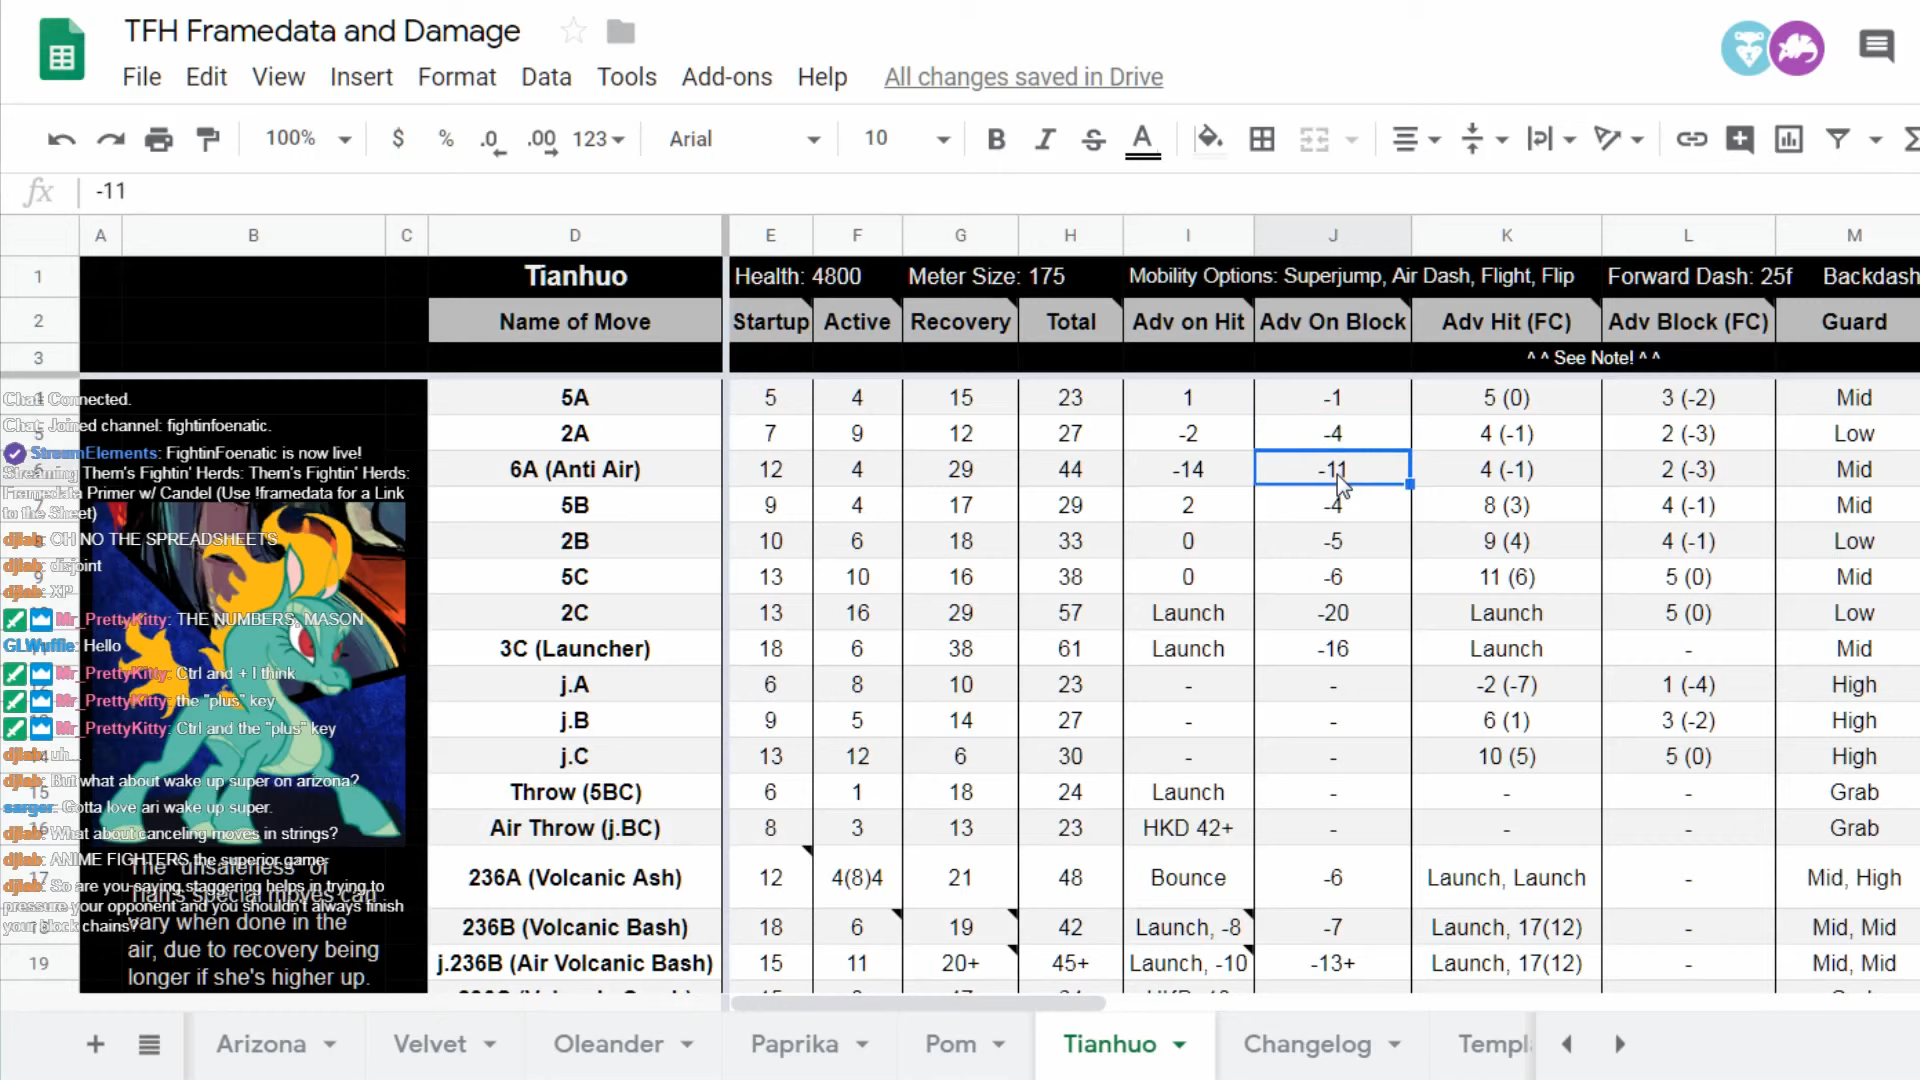 TFH Framedata and Damage
File Edit View Insert Format Data Tools Add-ons Help All changes saved in Drive
100% $ % .0 .00 123 Arial 10 B I S A
fx -11
A B C D E F G H I J K L M
1 Tianhuo Health: 4800 Meter Size: 175 Mobility Options: Superjump, Air Dash, Flight, Flip Forward Dash: 25f Backdash
2 Name of Move Startup Active Recovery Total Adv on Hit Adv On Block Adv Hit (FC) Adv Block (FC) Guard
3 ^ ^ See Note! ^ ^
5A 5 4 15 23 1 -1 5 (0) 3 (-2) Mid
2A 7 9 12 27 -2 -4 4 (-1) 2 (-3) Low
6A (Anti Air) 12 4 29 44 -14 -11 4 (-1) 2 (-3) Mid
5B 9 4 17 29 2 -4 8 (3) 4 (-1) Mid
2B 10 6 18 33 0 -5 9 (4) 4 (-1) Low
5C 13 10 16 38 0 -6 11 (6) 5 (0) Mid
2C 13 16 29 57 Launch -20 Launch 5 (0) Low
3C (Launcher) 18 6 38 61 Launch -16 Launch - Mid
j.A 6 8 10 23 - - -2 (-7) 1 (-4) High
j.B 9 5 14 27 - - 6 (1) 3 (-2) High
j.C 13 12 6 30 - - 10 (5) 5 (0) High
Throw (5BC) 6 1 18 24 Launch - - - Grab
Air Throw (j.BC) 8 3 13 23 HKD 42+ - - - Grab
236A (Volcanic Ash) 12 4(8)4 21 48 Bounce -6 Launch, Launch - Mid, High
236B (Volcanic Bash) 18 6 19 42 Launch, -8 -7 Launch, 17(12) - Mid, Mid
19 j.236B (Air Volcanic Bash) 15 11 20+ 45+ Launch, -10 -13+ Launch, 17(12) - Mid, Mid
Chat: Connected.
Chat: Joined channel: fightinfoenatic.
StreamElements: FightinFoenatic is now live!
Streaming Them's Fightin' Herds: Them's Fightin' Herds:
Framedata Primer w/ Candel (Use !framedata for a Link
to the Sheet)
djlab: OH NO THE SPREADSHEETS
djlab: disjoint
djlab: XP
Mr_PrettyKitty: THE NUMBERS, MASON
GLWuffie: Hello
Mr_PrettyKitty: Ctrl and + I think
Mr_PrettyKitty: the "plus" key
Mr_PrettyKitty: Ctrl and the "plus" key
djlab: uh...
djlab: But what about wake up super on arizona?
sarger: Gotta love ari wake up super.
djlab: What about canceling moves in strings?
djlab: ANIME FIGHTERS the superior game
djlab: So are you saying staggering helps in trying to
pressure your opponent and you shouldn't always finish
your block chains?
The "unsafeness" of
Tian's special moves can
vary when done in the
air, due to recovery being
longer if she's higher up.
Arizona Velvet Oleander Paprika Pom Tianhuo Changelog Templ